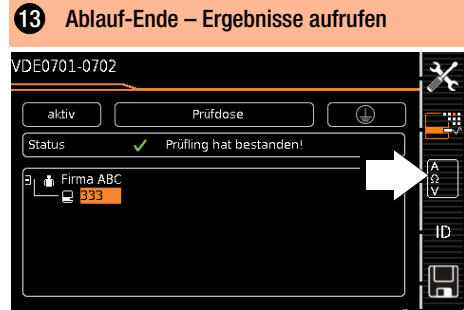 13 Ablauf-Ende – Ergebnisse aufrufen
VDE0701-0702
aktiv Prüfdose
Status Prüfling hat bestanden!
Firma ABC
333
A
Ω
V
ID